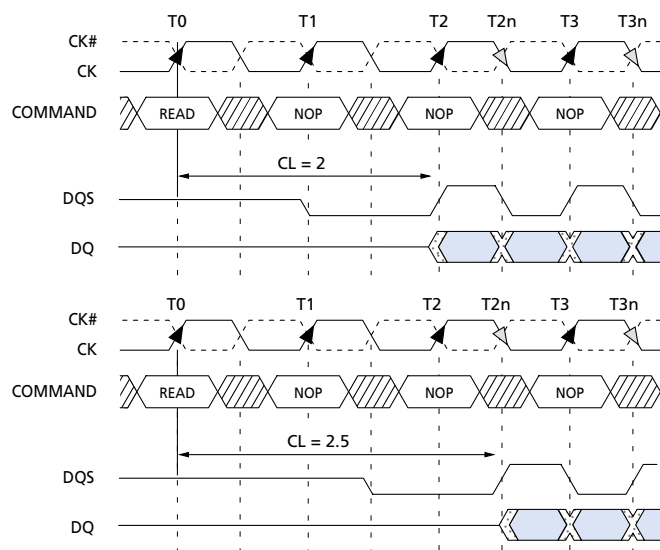 T0 T1 T2 T2n T3 T3n
CK#
CK
COMMAND READ NOP NOP NOP
CL = 2
DQS
DQ
T0 T1 T2 T2n T3 T3n
CK#
CK
COMMAND READ NOP NOP NOP
CL = 2.5
DQS
DQ